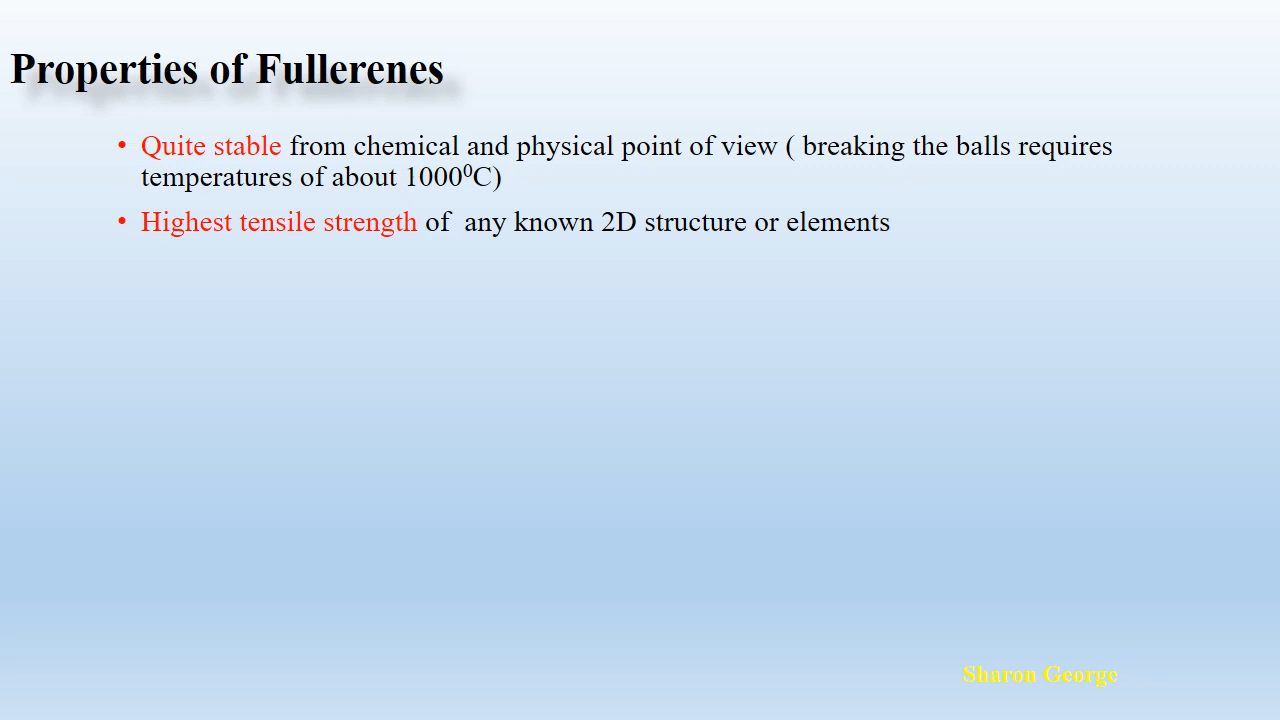 Properties of Fullerenes
• Quite stable from chemical and physical point of view ( breaking the balls requires
temperatures of about 1000⁰C)
• Highest tensile strength of  any known 2D structure or elements
Sharon George